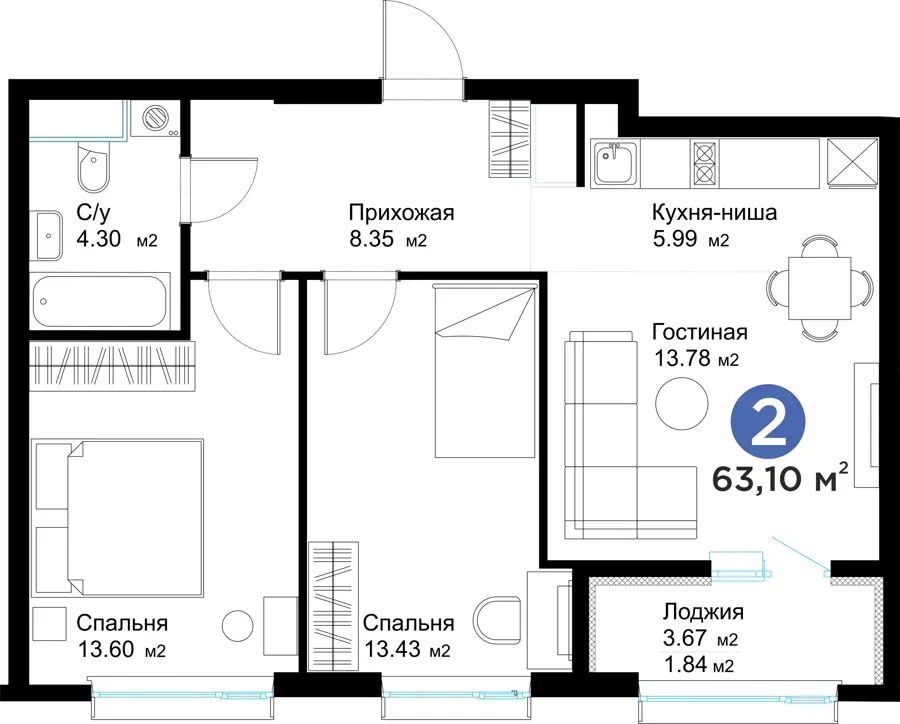 С/у
4.30 м2
Прихожая
8.35 м2
Кухня-ниша
5.99 м2
Гостиная
13.78 м2
2
63,10 м²
Спальня
13.60 м2
Спальня
13.43 м2
Лоджия
3.67 м2
1.84 м2